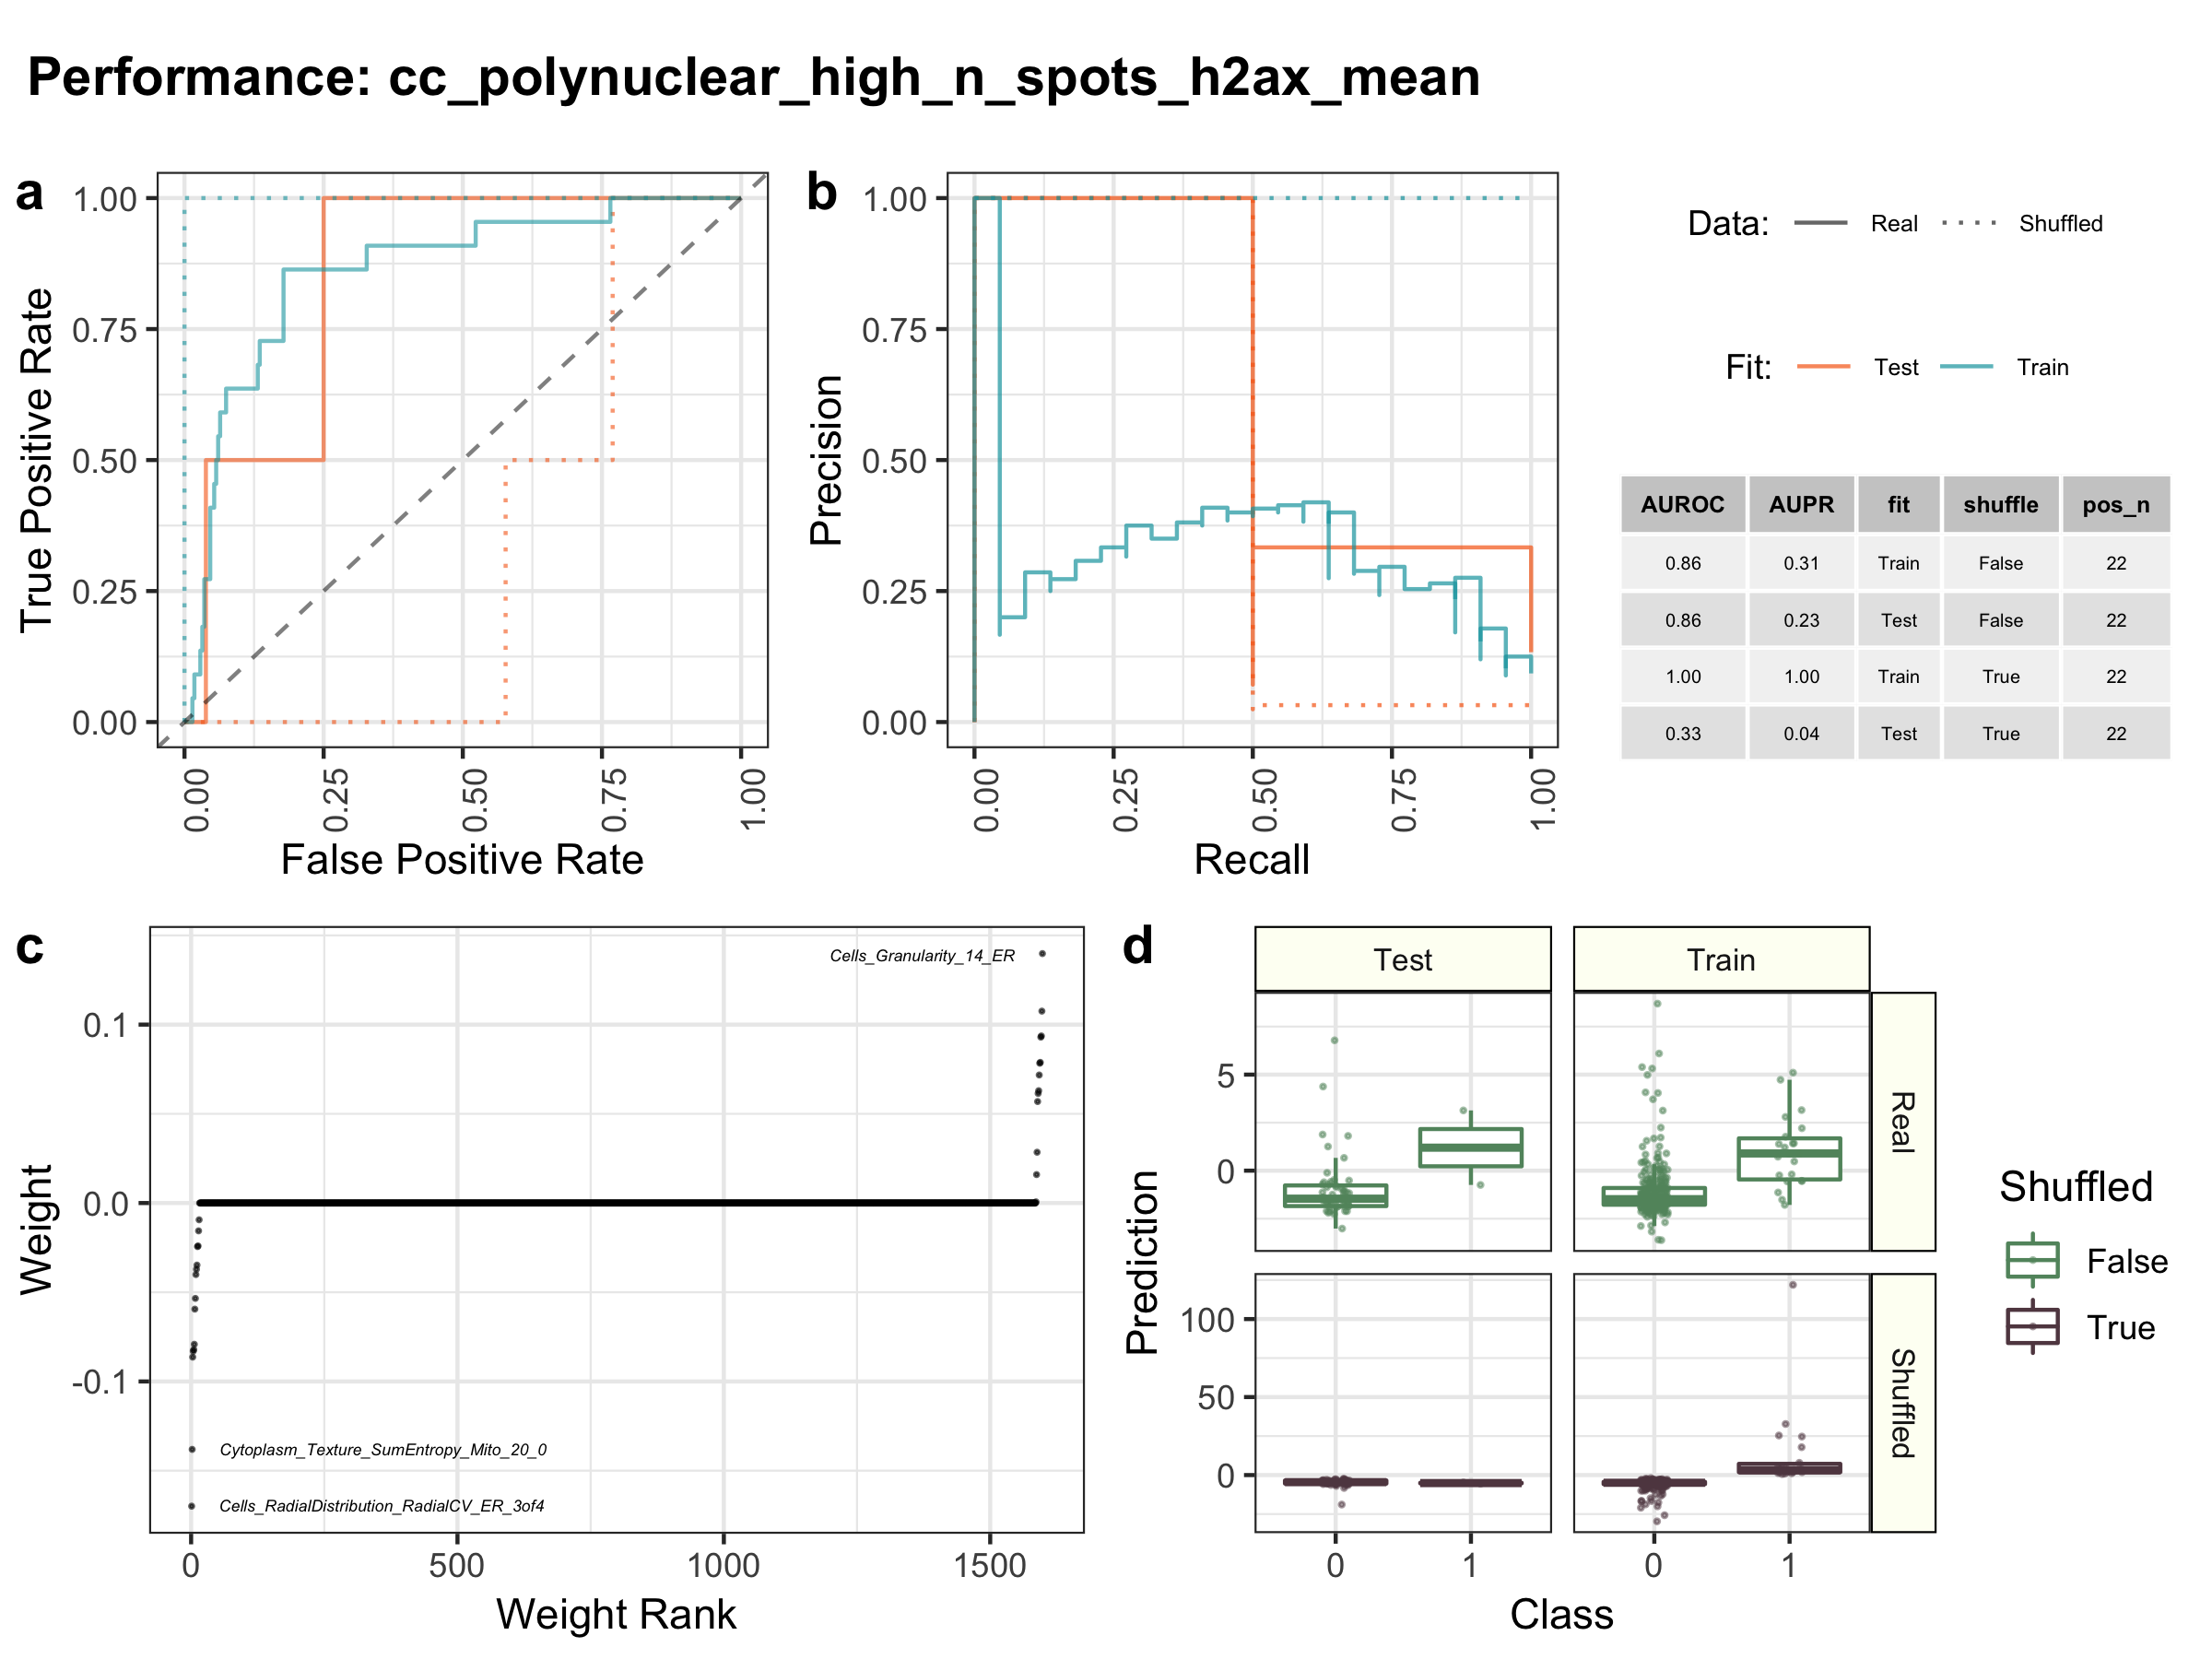 Performance: cc_polynuclear_high_n_spots_h2ax_mean
a
1.00
0.75
0.50
0.25
0.00
True Positive Rate
0.00
0.25
0.50
0.75
1.00
False Positive Rate
b
1.00
0.75
0.50
0.25
0.00
Precision
0.00
0.25
0.50
0.75
1.00
Recall
Data: Real Shuffled
Fit: Test Train
AUROC AUPR fit shuffle pos_n
0.86 0.31 Train False 22
0.86 0.23 Test False 22
1.00 1.00 Train True 22
0.33 0.04 Test True 22
c
Cells_Granularity_14_ER
0.1
0.0
-0.1
Weight
Cytoplasm_Texture_SumEntropy_Mito_20_0
Cells_RadialDistribution_RadialCV_ER_3of4
0 500 1000 1500
Weight Rank
d
Test Train
5
0
Real
100
50
0
Shuffled
Prediction
0 1 0 1
Class
Shuffled
False
True